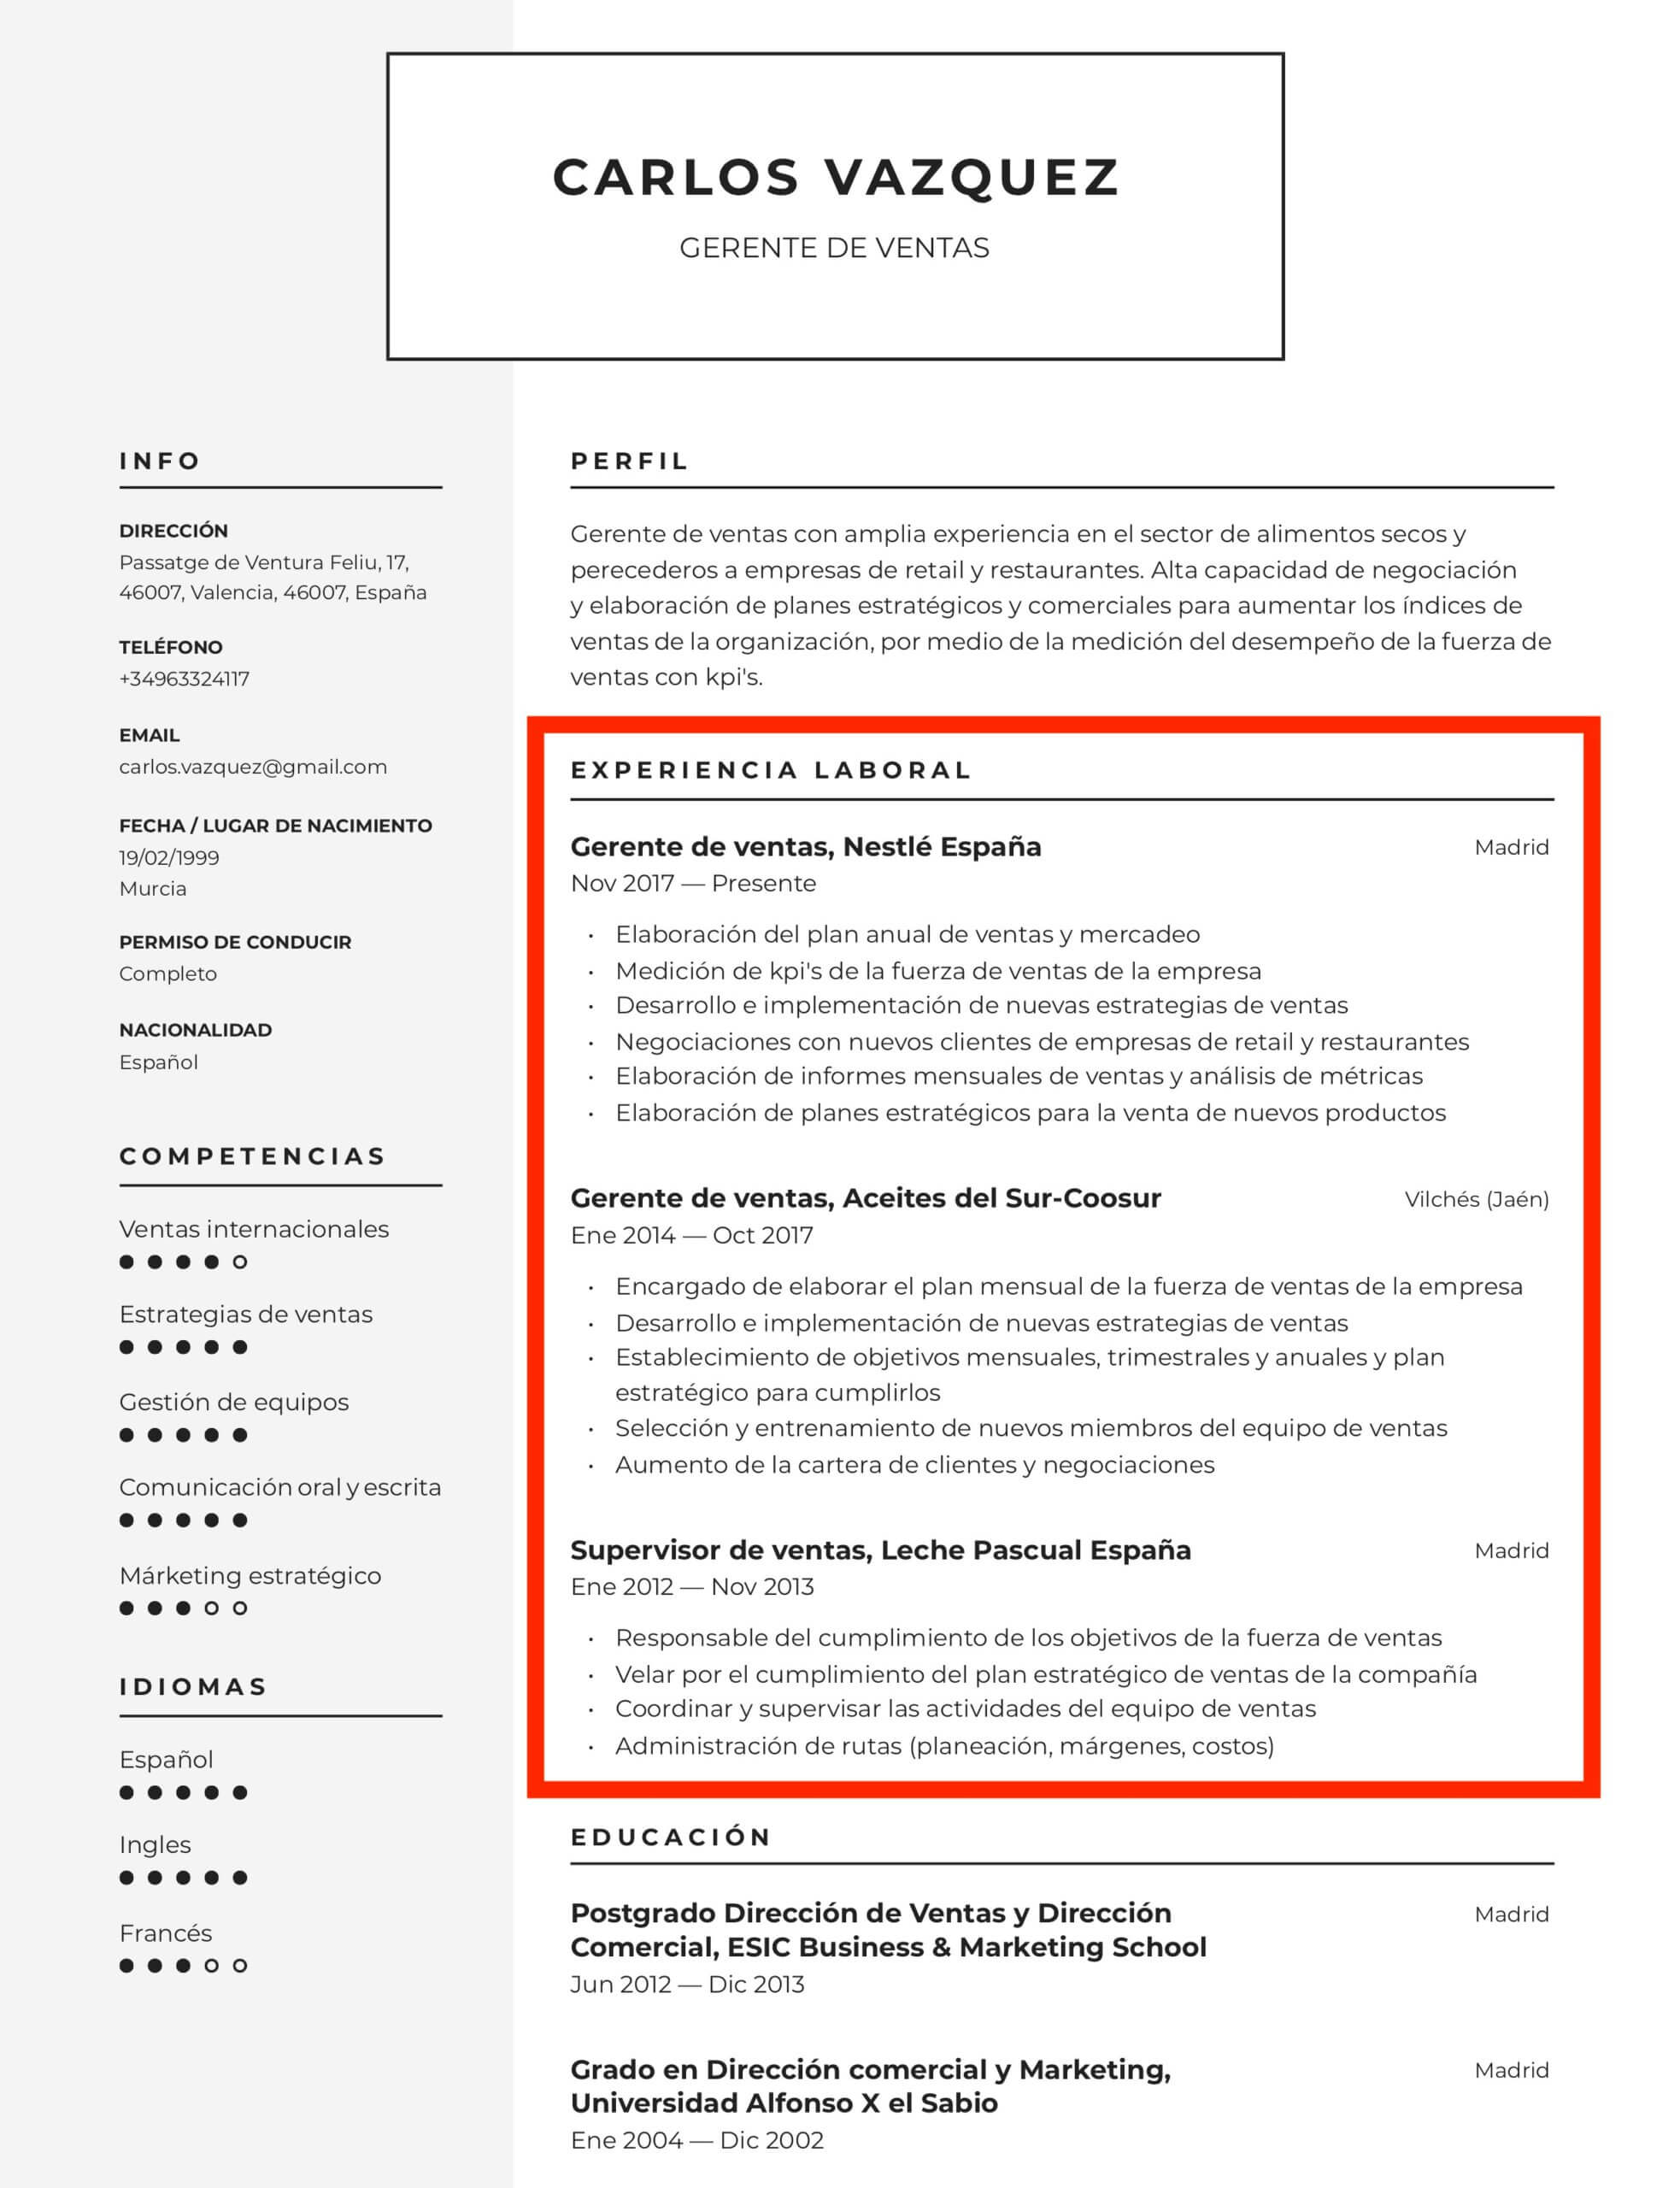 CARLOS VAZQUEZ
GERENTE DE VENTAS
INFO
DIRECCIÓN
Passatge de Ventura Feliu, 17,
46007, Valencia, 46007, España
TELÉFONO
+34963324117
EMAIL
carlos.vazquez@gmail.com
FECHA / LUGAR DE NACIMIENTO
19/02/1999
Murcia
PERMISO DE CONDUCIR
Completo
NACIONALIDAD
Español
COMPETENCIAS
Ventas internacionales
Estrategias de ventas
Gestión de equipos
Comunicación oral y escrita
Márketing estratégico
IDIOMAS
Español
Ingles
Francés
PERFIL
Gerente de ventas con amplia experiencia en el sector de alimentos secos y
perecederos a empresas de retail y restaurantes. Alta capacidad de negociación
y elaboración de planes estratégicos y comerciales para aumentar los índices de
ventas de la organización, por medio de la medición del desempeño de la fuerza de
ventas con kpi's.
EXPERIENCIA LABORAL
Gerente de ventas, Nestlé España Madrid
Nov 2017 — Presente
· Elaboración del plan anual de ventas y mercadeo
· Medición de kpi's de la fuerza de ventas de la empresa
· Desarrollo e implementación de nuevas estrategias de ventas
· Negociaciones con nuevos clientes de empresas de retail y restaurantes
· Elaboración de informes mensuales de ventas y análisis de métricas
· Elaboración de planes estratégicos para la venta de nuevos productos
Gerente de ventas, Aceites del Sur-Coosur Vilchés (Jaén)
Ene 2014 — Oct 2017
· Encargado de elaborar el plan mensual de la fuerza de ventas de la empresa
· Desarrollo e implementación de nuevas estrategias de ventas
· Establecimiento de objetivos mensuales, trimestrales y anuales y plan
estratégico para cumplirlos
· Selección y entrenamiento de nuevos miembros del equipo de ventas
· Aumento de la cartera de clientes y negociaciones
Supervisor de ventas, Leche Pascual España Madrid
Ene 2012 — Nov 2013
· Responsable del cumplimiento de los objetivos de la fuerza de ventas
· Velar por el cumplimiento del plan estratégico de ventas de la compañía
· Coordinar y supervisar las actividades del equipo de ventas
· Administración de rutas (planeación, márgenes, costos)
EDUCACIÓN
Postgrado Dirección de Ventas y Dirección Madrid
Comercial, ESIC Business & Marketing School
Jun 2012 — Dic 2013
Grado en Dirección comercial y Marketing, Madrid
Universidad Alfonso X el Sabio
Ene 2004 — Dic 2002